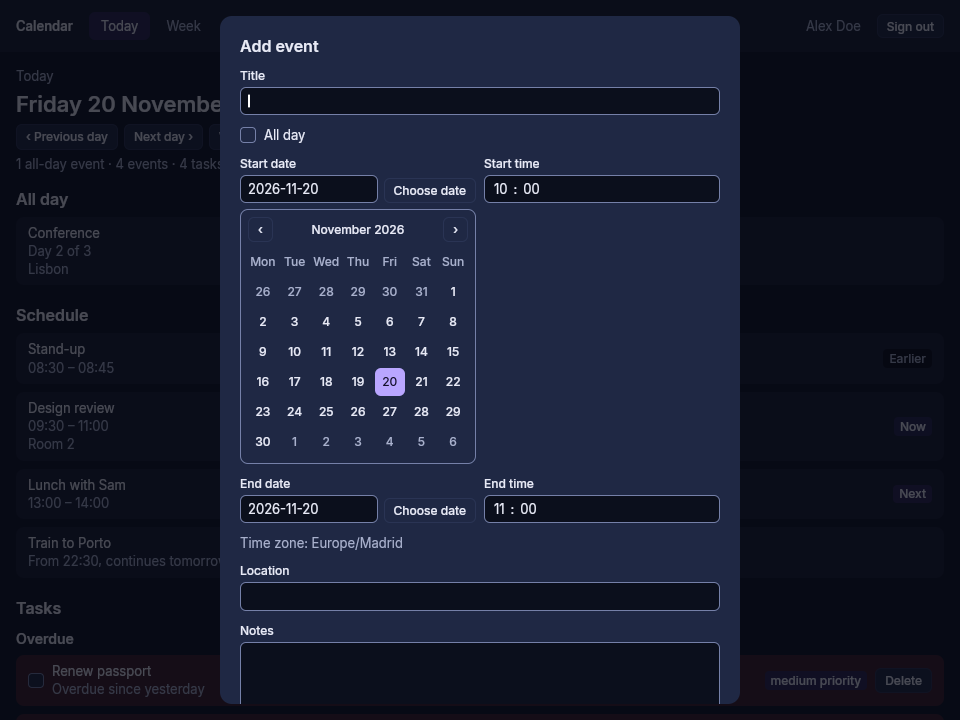 Calendar Today Week Alex Doe Sign out
Today
Friday 20 Novembe
‹ Previous day Next day ›
1 all-day event · 4 events · 4 tasks
All day
Conference
Day 2 of 3
Lisbon
Schedule
Stand-up
08:30 – 08:45
Earlier
Design review
09:30 – 11:00
Room 2
Now
Lunch with Sam
13:00 – 14:00
Next
Train to Porto
From 22:30, continues tomorrow
Tasks
Overdue
Renew passport
Overdue since yesterday
medium priority Delete
Add event
Title
All day
Start date Start time
2026-11-20 Choose date 10 : 00
‹ November 2026 ›
Mon Tue Wed Thu Fri Sat Sun
26 27 28 29 30 31 1
2 3 4 5 6 7 8
9 10 11 12 13 14 15
16 17 18 19 20 21 22
23 24 25 26 27 28 29
30 1 2 3 4 5 6
End date End time
2026-11-20 Choose date 11 : 00
Time zone: Europe/Madrid
Location
Notes